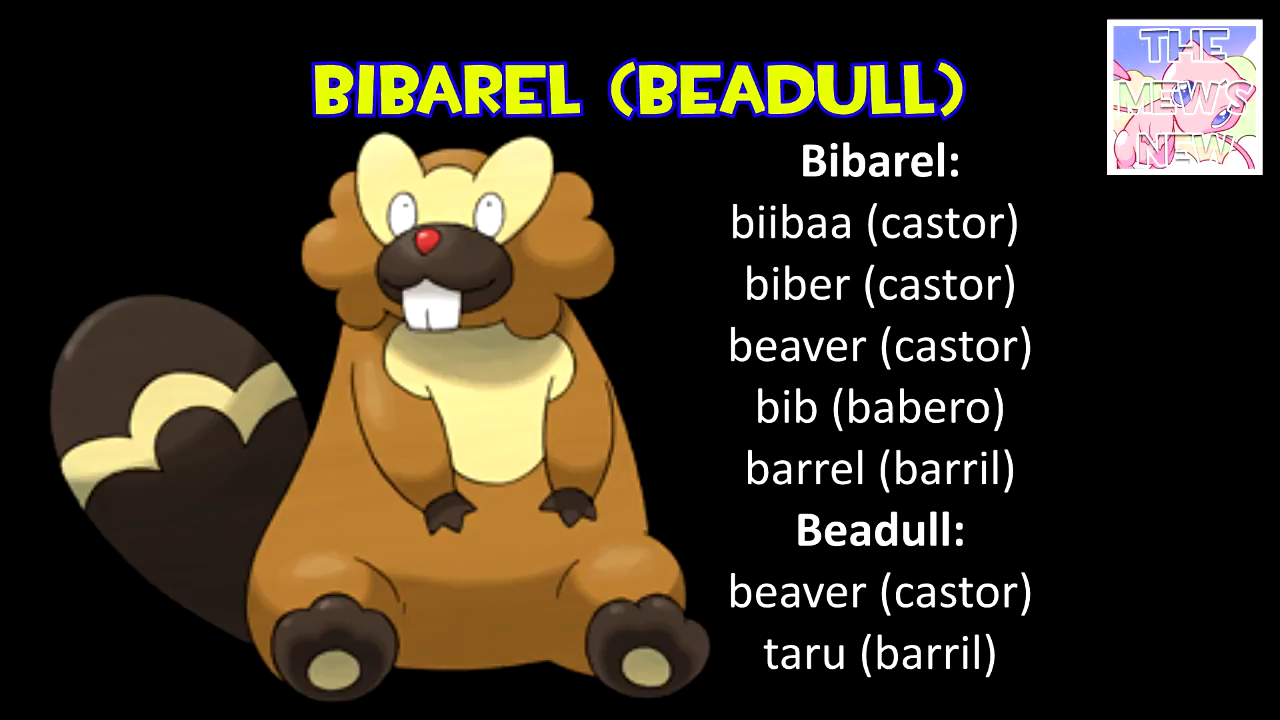 THE
MEW'S
NEW
BIBAREL (BEADULL)
Bibarel:
biibaa (castor)
biber (castor)
beaver (castor)
bib (babero)
barrel (barril)
Beadull:
beaver (castor)
taru (barril)